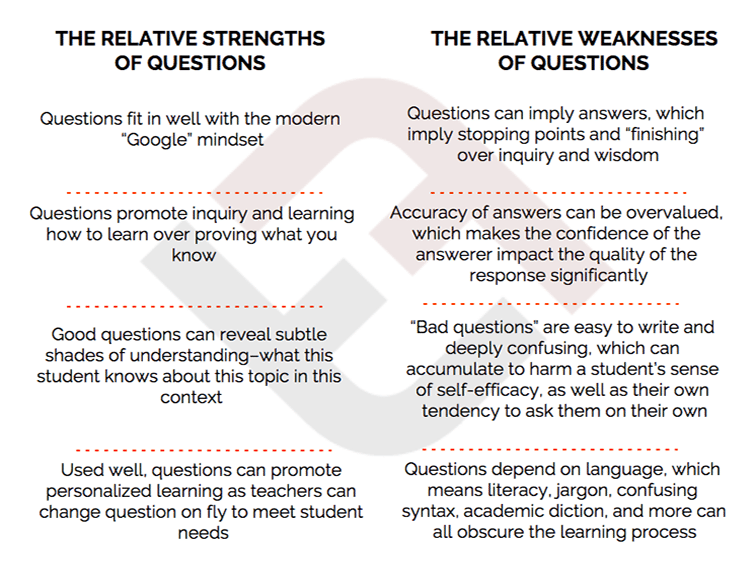 THE RELATIVE STRENGTHS
OF QUESTIONS
Questions fit in well with the modern
“Google” mindset
Questions promote inquiry and learning
how to learn over proving what you
know
Good questions can reveal subtle
shades of understanding–what this
student knows about this topic in this
context
Used well, questions can promote
personalized learning as teachers can
change question on fly to meet student
needs
THE RELATIVE WEAKNESSES
OF QUESTIONS
Questions can imply answers, which
imply stopping points and “finishing”
over inquiry and wisdom
Accuracy of answers can be overvalued,
which makes the confidence of the
answerer impact the quality of the
response significantly
“Bad questions” are easy to write and
deeply confusing, which can
accumulate to harm a student’s sense
of self-efficacy, as well as their own
tendency to ask them on their own
Questions depend on language, which
means literacy, jargon, confusing
syntax, academic diction, and more can
all obscure the learning process